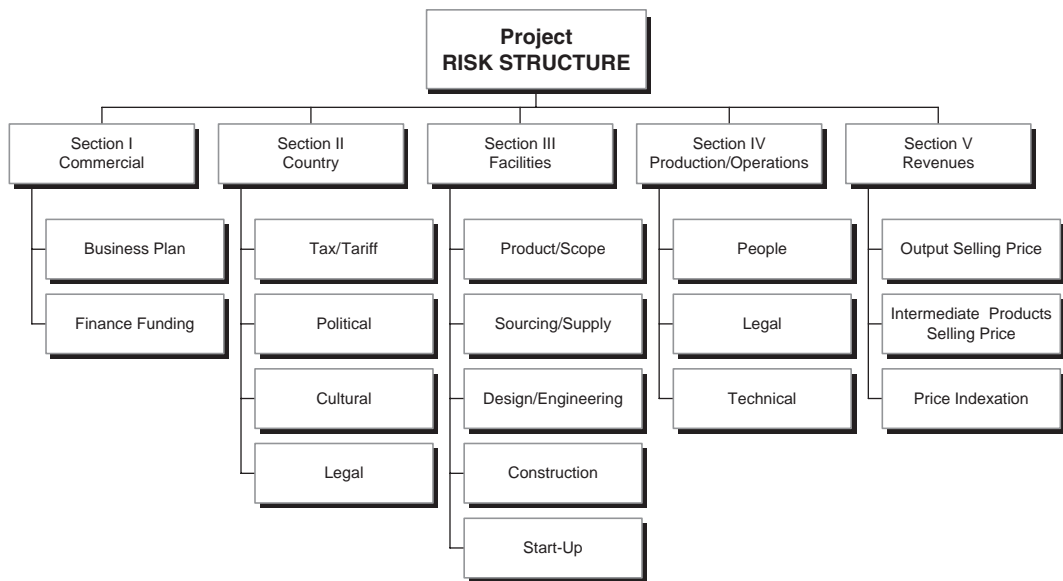 Project
RISK STRUCTURE
Section I
Commercial
Section II
Country
Section III
Facilities
Section IV
Production/Operations
Section V
Revenues
Business Plan
Finance Funding
Tax/Tariff
Political
Cultural
Legal
Product/Scope
Sourcing/Supply
Design/Engineering
Construction
Start-Up
People
Legal
Technical
Output Selling Price
Intermediate Products
Selling Price
Price Indexation